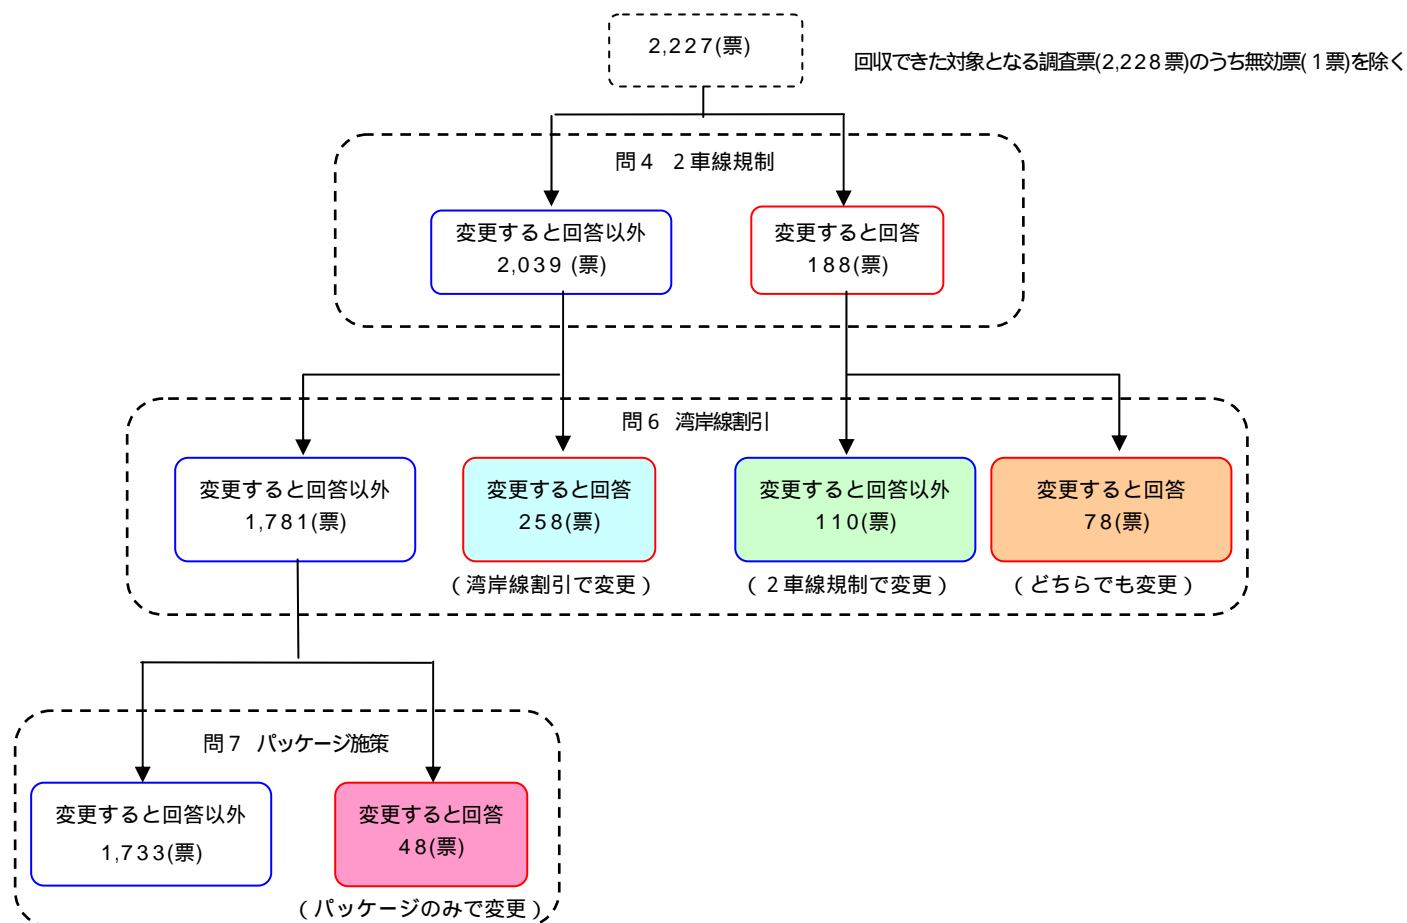 2,227(票)
回収できた対象となる調査票(2,228票)のうち無効票(1票)を除く
問4 2車線規制
変更すると回答以外
2,039 (票)
変更すると回答
188(票)
問6 湾岸線割引
変更すると回答以外
1,781(票)
変更すると回答
258(票)
変更すると回答以外
110(票)
変更すると回答
78(票)
(湾岸線割引で変更)
(2車線規制で変更)
(どちらでも変更)
問7 パッケージ施策
変更すると回答以外
1,733(票)
変更すると回答
48(票)
(パッケージのみで変更)